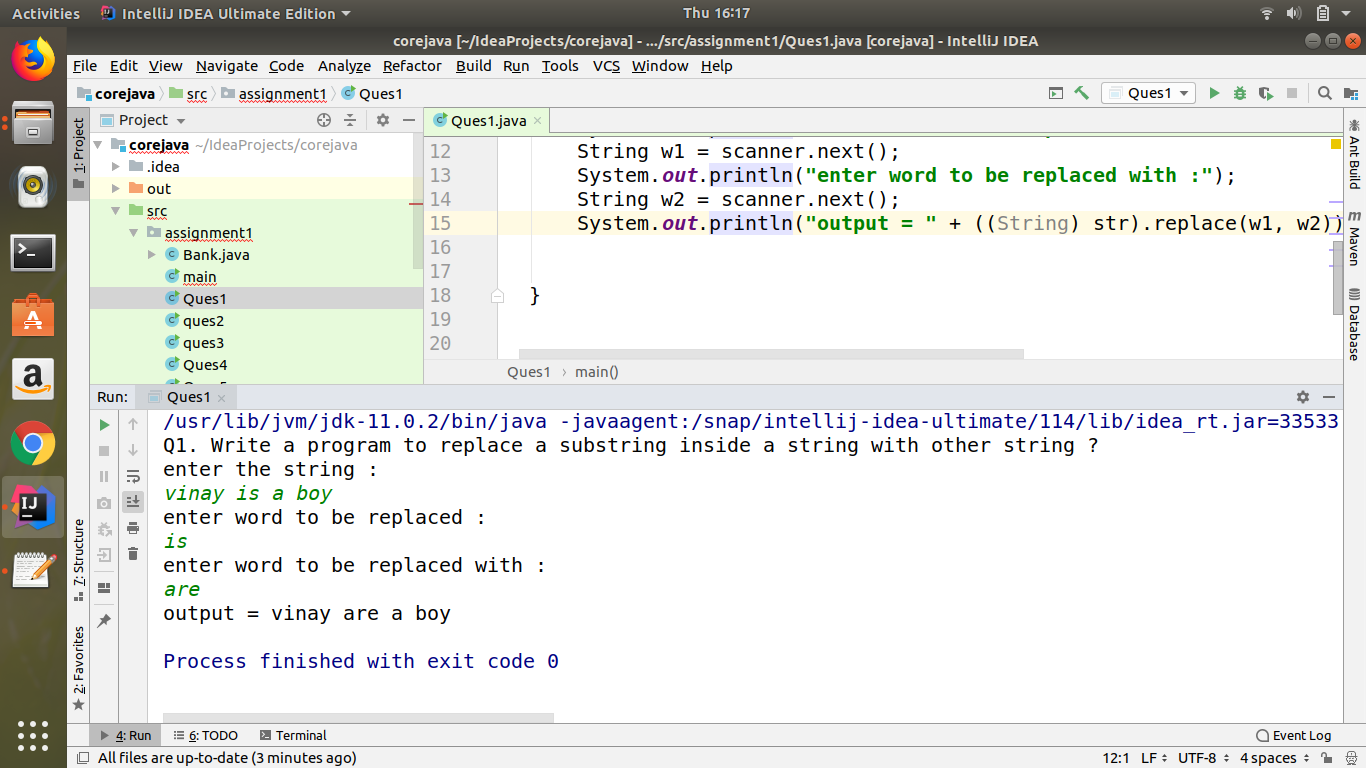 Activities IntelliJ IDEA Ultimate Edition Thu 16:17
corejava [~/IdeaProjects/corejava] - .../src/assignment1/Ques1.java [corejava] - IntelliJ IDEA
File Edit View Navigate Code Analyze Refactor Build Run Tools VCS Window Help
corejava src assignment1 Ques1 Ques1
Project Ques1.java
1: Project
corejava ~/IdeaProjects/corejava
.idea
out
src
assignment1
Bank.java
main
Ques1
ques2
ques3
Ques4
12 String w1 = scanner.next();
13 System.out.println("enter word to be replaced with :");
14 String w2 = scanner.next();
15 System.out.println("output = " + ((String) str).replace(w1, w2))
16
17
18 }
19
20
Ques1 › main()
Ant Build
m Maven
Database
Run: Ques1
/usr/lib/jvm/jdk-11.0.2/bin/java -javaagent:/snap/intellij-idea-ultimate/114/lib/idea_rt.jar=33533
Q1. Write a program to replace a substring inside a string with other string ?
enter the string :
vinay is a boy
enter word to be replaced :
is
enter word to be replaced with :
are
output = vinay are a boy
Process finished with exit code 0
7: Structure
2: Favorites
4: Run 6: TODO Terminal Event Log
All files are up-to-date (3 minutes ago) 12:1 LF UTF-8 4 spaces